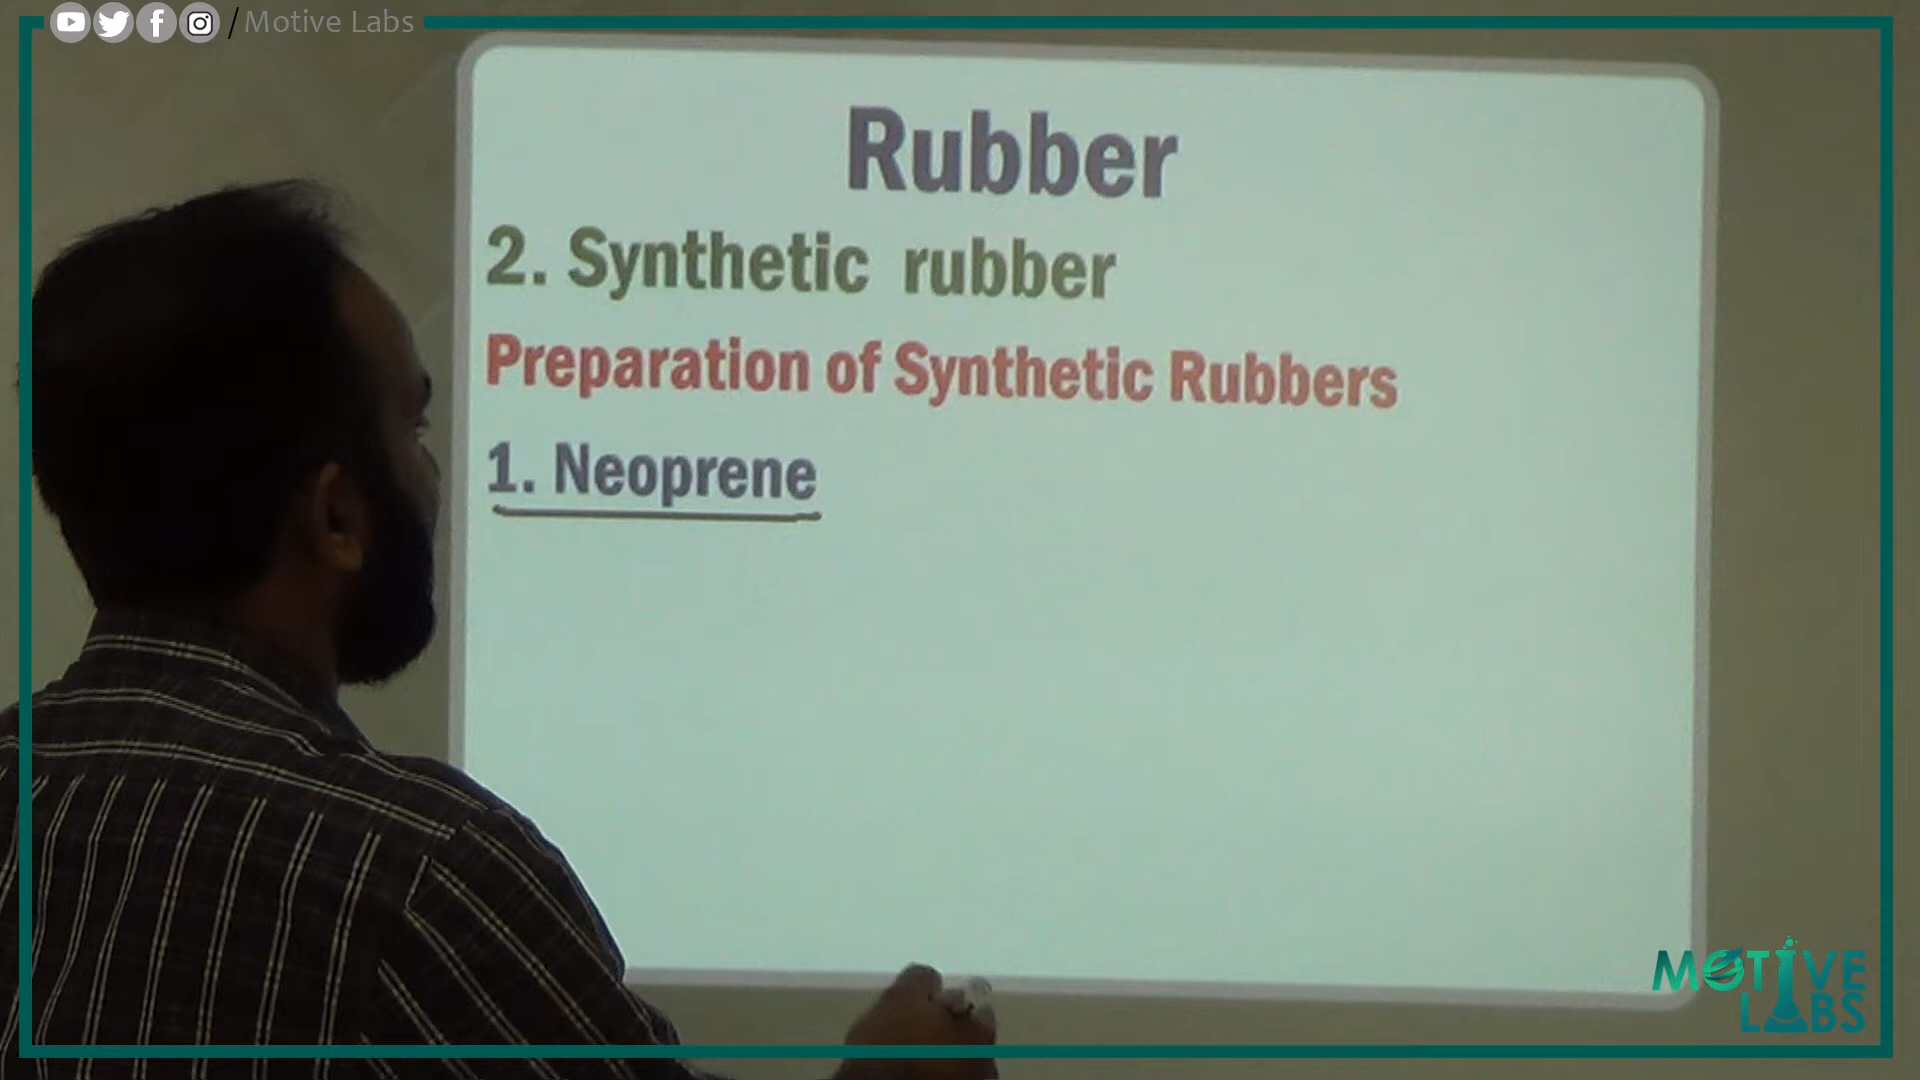 / Motive Labs
Rubber
2. Synthetic rubber
Preparation of Synthetic Rubbers
1. Neoprene
MOTIVE
LABS